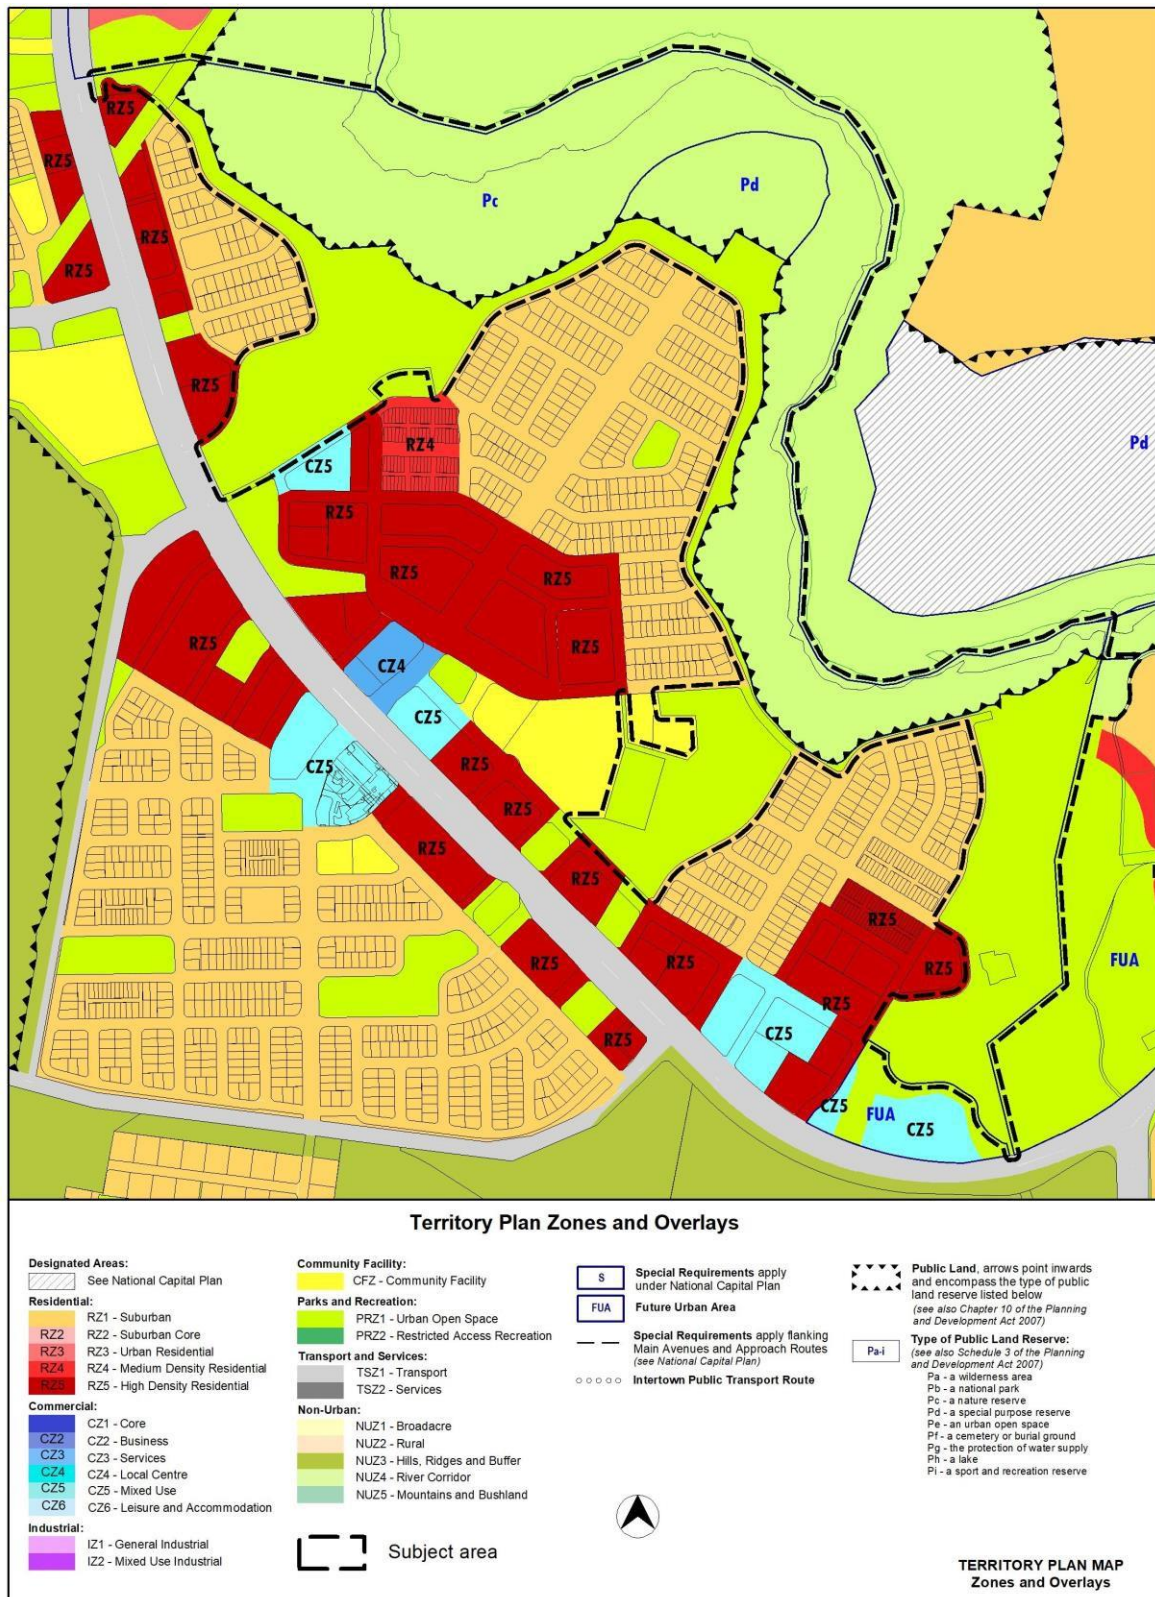 RZ5
RZ5
Pd
Pc
RZ5
RZ5
RZ5
Pd
RZ4
CZ5
RZ5
RZ5
RZ5
RZ5
RZ5
CZ4
CZ5
RZ5
CZ5
RZ5
RZ5
RZ5
RZ5
RZ5
RZ5
RZ5
RZ5
FUA
RZ5
CZ5
RZ5
CZ5
FUA
CZ5
Territory Plan Zones and Overlays
Designated Areas:
See National Capital Plan
Residential:
RZ1 - Suburban
RZ2 RZ2 - Suburban Core
RZ3 RZ3 - Urban Residential
RZ4 RZ4 - Medium Density Residential
RZ5 RZ5 - High Density Residential
Commercial:
CZ1 - Core
CZ2 CZ2 - Business
CZ3 CZ3 - Services
CZ4 CZ4 - Local Centre
CZ5 CZ5 - Mixed Use
CZ6 CZ6 - Leisure and Accommodation
Industrial:
IZ1 - General Industrial
IZ2 - Mixed Use Industrial
Community Facility:
CFZ - Community Facility
Parks and Recreation:
PRZ1 - Urban Open Space
PRZ2 - Restricted Access Recreation
Transport and Services:
TSZ1 - Transport
TSZ2 - Services
Non-Urban:
NUZ1 - Broadacre
NUZ2 - Rural
NUZ3 - Hills, Ridges and Buffer
NUZ4 - River Corridor
NUZ5 - Mountains and Bushland
Subject area
S Special Requirements apply
under National Capital Plan
FUA Future Urban Area
Special Requirements apply flanking
Main Avenues and Approach Routes
(see National Capital Plan)
Intertown Public Transport Route
Public Land, arrows point inwards
and encompass the type of public
land reserve listed below
(see also Chapter 10 of the Planning
and Development Act 2007)
Pa-i Type of Public Land Reserve:
(see also Schedule 3 of the Planning
and Development Act 2007)
Pa - a wilderness area
Pb - a national park
Pc - a nature reserve
Pd - a special purpose reserve
Pe - an urban open space
Pf - a cemetery or burial ground
Pg - the protection of water supply
Ph - a lake
Pi - a sport and recreation reserve
TERRITORY PLAN MAP
Zones and Overlays